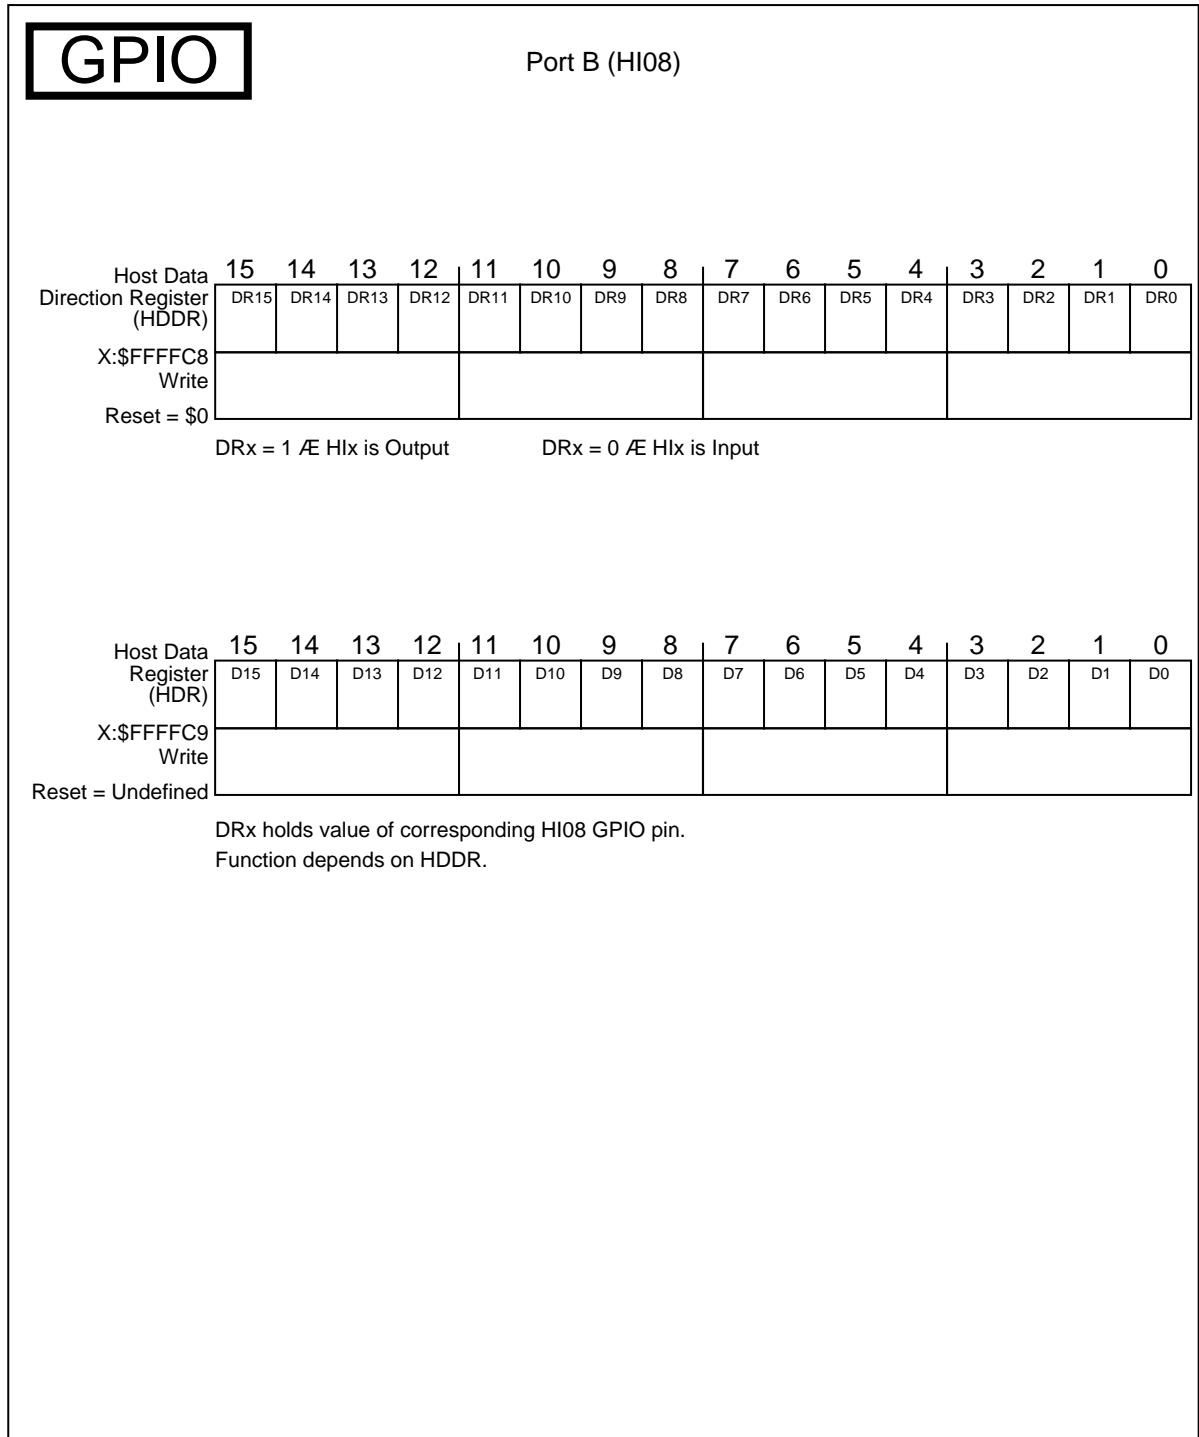 GPIO
Port B (HI08)
Host Data
Direction Register
(HDDR)
X:$FFFFC8
Write
Reset = $0
15 14 13 12 11 10 9 8 7 6 5 4 3 2 1 0
DR15 DR14 DR13 DR12 DR11 DR10 DR9 DR8 DR7 DR6 DR5 DR4 DR3 DR2 DR1 DR0
DRx = 1 Æ HIx is Output DRx = 0 Æ HIx is Input
Host Data
Register
(HDR)
X:$FFFFC9
Write
Reset = Undefined
15 14 13 12 11 10 9 8 7 6 5 4 3 2 1 0
D15 D14 D13 D12 D11 D10 D9 D8 D7 D6 D5 D4 D3 D2 D1 D0
DRx holds value of corresponding HI08 GPIO pin.
Function depends on HDDR.